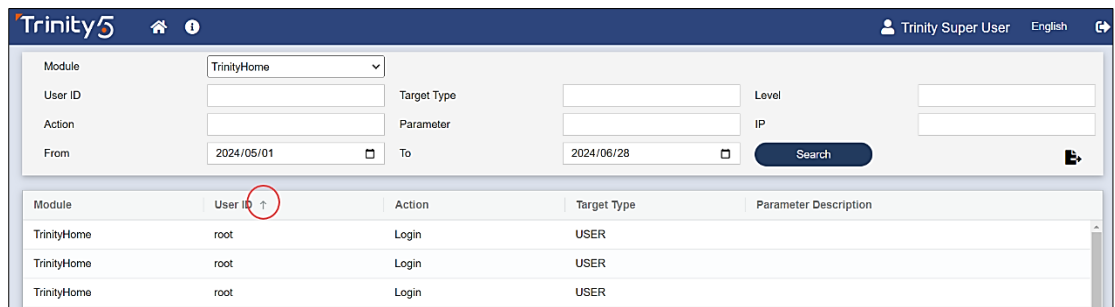 Trinity5 Trinity Super User English
Module TrinityHome
User ID Target Type Level
Action Parameter IP
From 2024/05/01 To 2024/06/28 Search
Module User ID ↑ Action Target Type Parameter Description
TrinityHome root Login USER
TrinityHome root Login USER
TrinityHome root Login USER